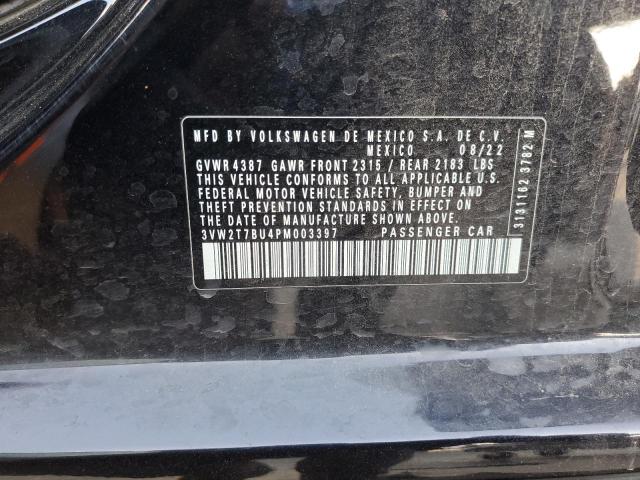 MFD BY VOLKSWAGEN DE MEXICO S.A. DE C.V.
MEXICO 08/22
GVWR 4387 GAWR FRONT 2315 / REAR 2183 LBS
THIS VEHICLE CONFORMS TO ALL APPLICABLE U.S.
FEDERAL MOTOR VEHICLE SAFETY, BUMPER AND
THEFT PREVENTION STANDARDS IN EFFECT ON
THE DATE OF MANUFACTURE SHOWN ABOVE.
3VW2T7BU4PM003397 PASSENGER CAR
3131162 3782 M